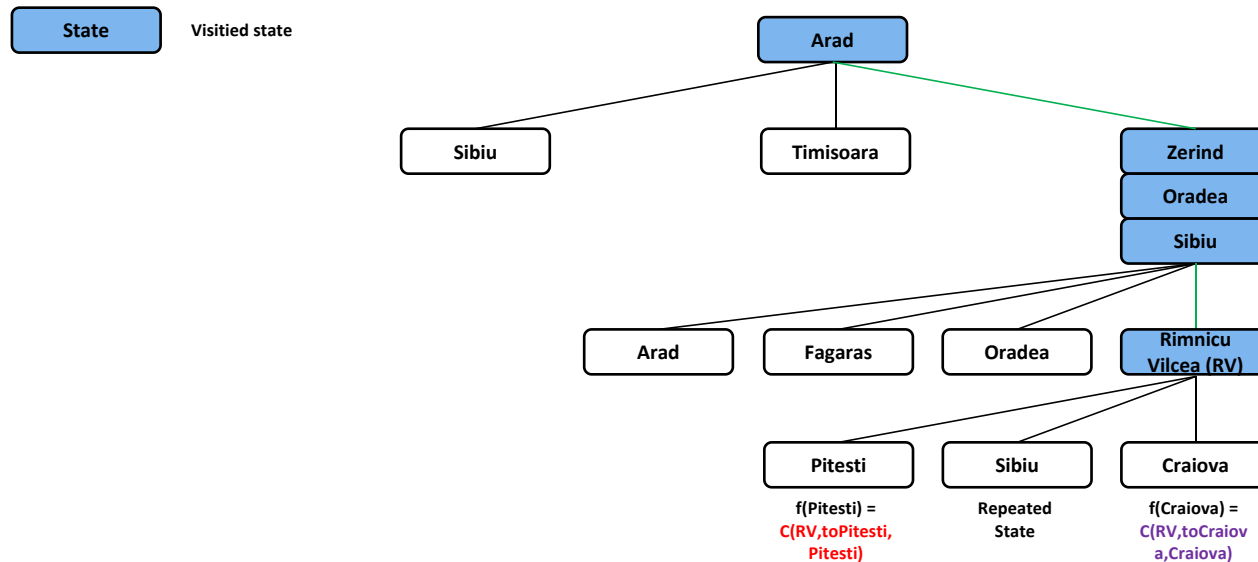 State
Visitied state
Arad
Sibiu
Timisoara
Zerind
Oradea
Sibiu
Arad
Fagaras
Oradea
Rimnicu
Vilcea (RV)
Pitesti
Sibiu
Craiova
f(Pitesti) =
C(RV,toPitesti,
Pitesti)
Repeated
State
f(Craiova) =
C(RV,toCraiov
a,Craiova)